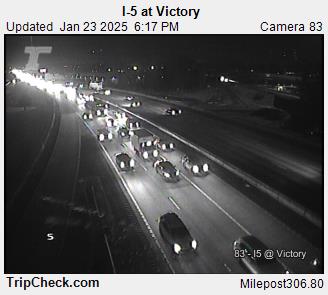 I-5 at Victory
Updated  Jan 23 2025  6:17 PM
Camera 83
S
83 - I5 @ Victory
TripCheck.com
Milepost306.80